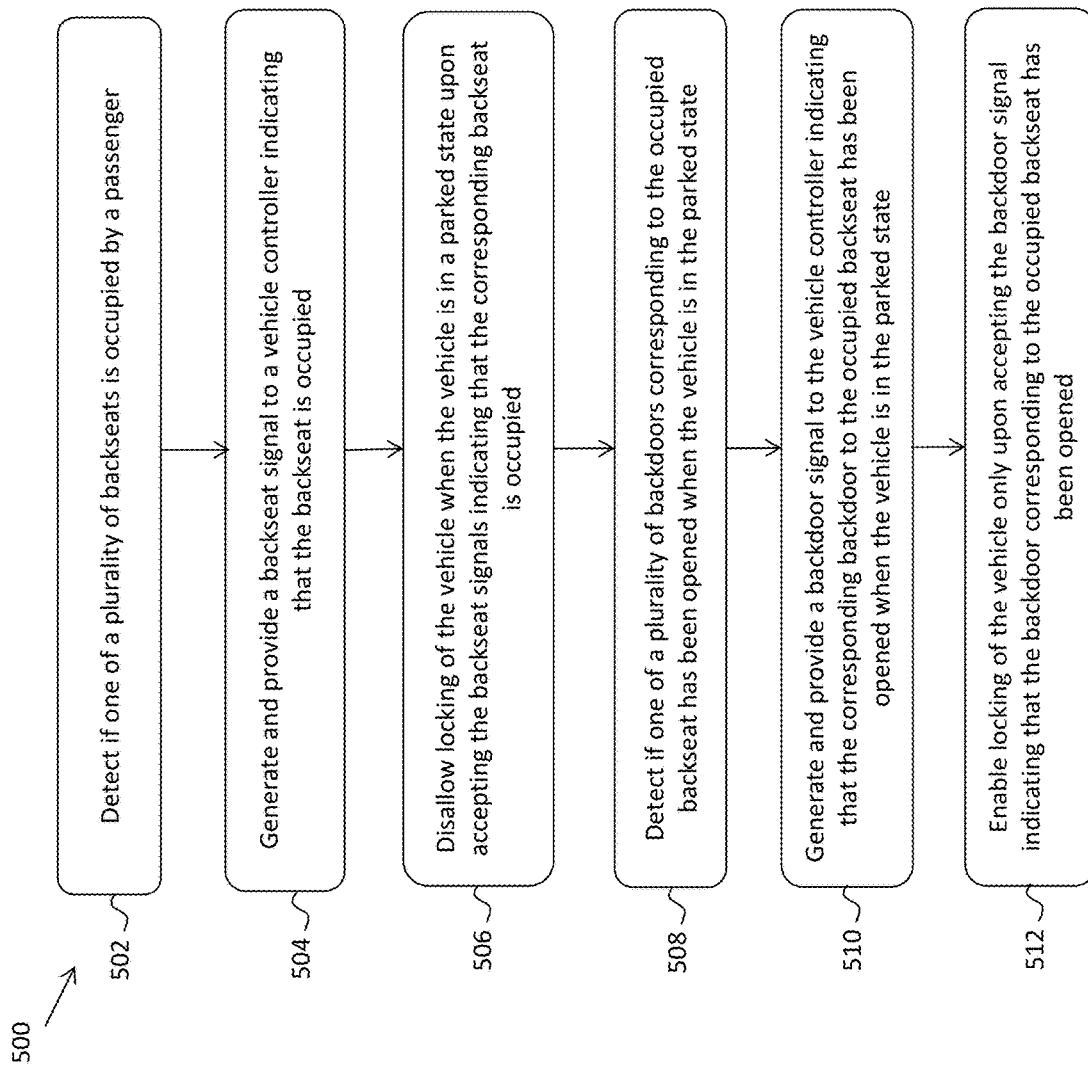 500
502
Detect if one of a plurality of backseats is occupied by a passenger
504
Generate and provide a backseat signal to a vehicle controller indicating
that the backseat is occupied
506
Disallow locking of the vehicle when the vehicle is in a parked state upon
accepting the backseat signals indicating that the corresponding backseat
is occupied
508
Detect if one of a plurality of backdoors corresponding to the occupied
backseat has been opened when the vehicle is in the parked state
510
Generate and provide a backdoor signal to the vehicle controller indicating
that the corresponding backdoor to the occupied backseat has been
opened when the vehicle is in the parked state
512
Enable locking of the vehicle only upon accepting the backdoor signal
indicating that the backdoor corresponding to the occupied backseat has
been opened